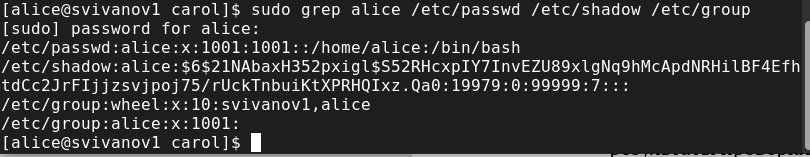 [alice@svivanov1 carol]$ sudo grep alice /etc/passwd /etc/shadow /etc/group
[sudo] password for alice:
/etc/passwd:alice:x:1001:1001::/home/alice:/bin/bash
/etc/shadow:alice:$6$21NAbaxH352pxigl$S52RHcxpIY7InvEZU89xlgNq9hMcApdNRHilBF4Efh
tdCc2JrFIjjzsvjpoj75/rUckTnbuiKtXPRHQIxz.Qa0:19979:0:99999:7:::
/etc/group:wheel:x:10:svivanov1,alice
/etc/group:alice:x:1001:
[alice@svivanov1 carol]$